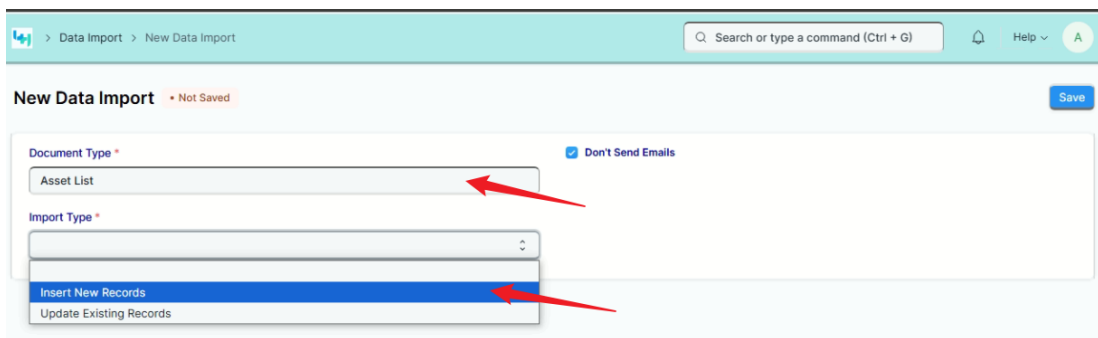 Data Import > New Data Import
Search or type a command (Ctrl + G)
Help
A
New Data Import
• Not Saved
Save
Document Type *
Don't Send Emails
Asset List
Import Type *
Insert New Records
Update Existing Records